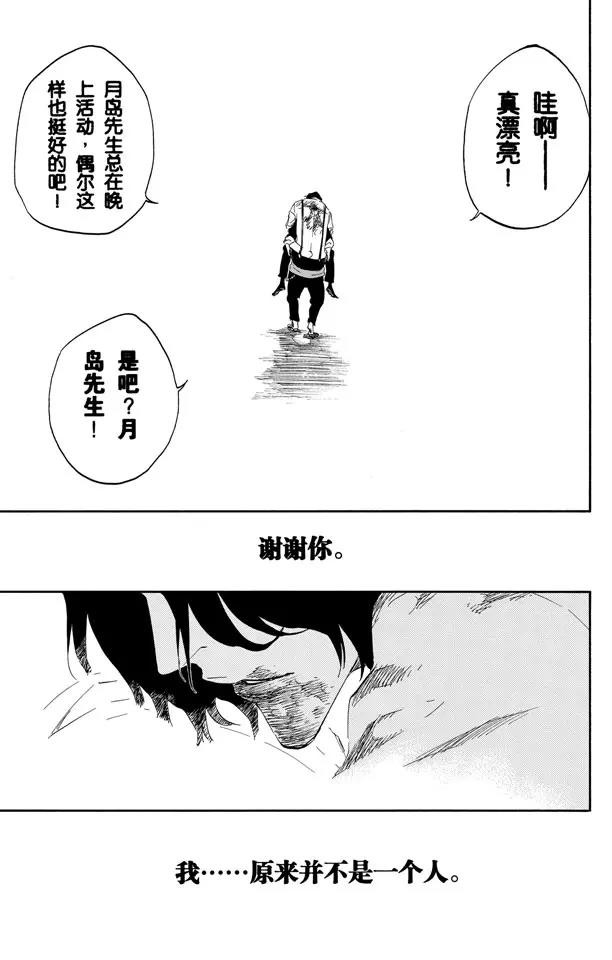 哇啊——
真漂亮！
月岛先生总在晚
上活动，偶尔这
样也挺好的吧！
是吧？月
岛先生！
谢谢你。
我……原来并不是一个人。